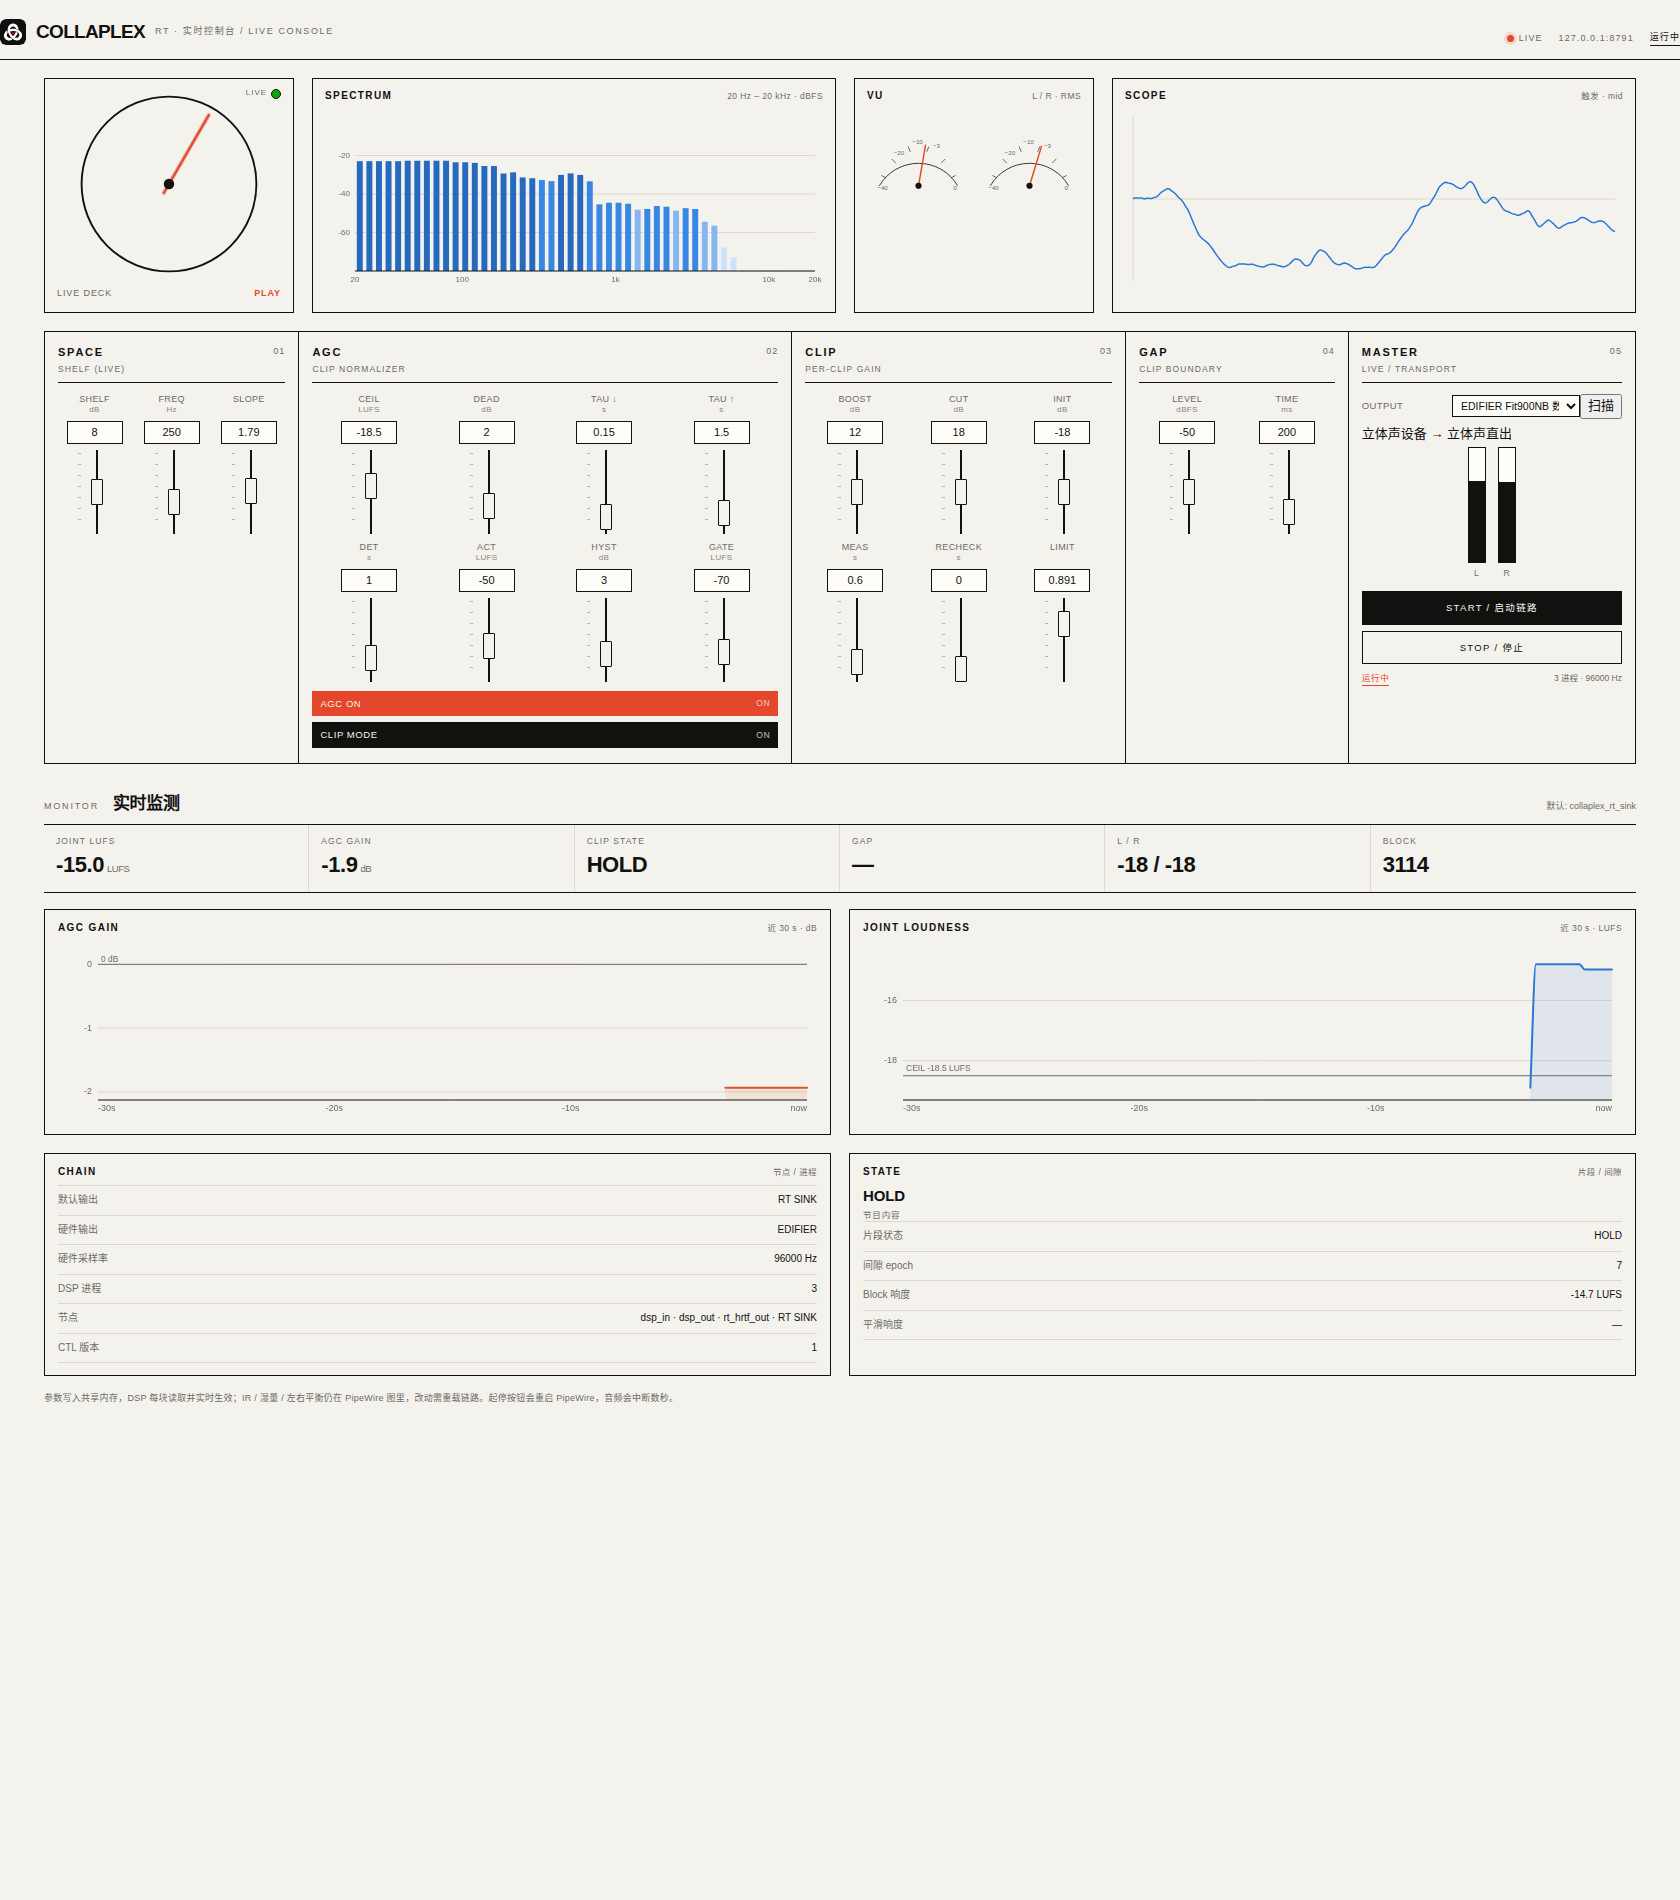 COLLAPLEX RT · 实时控制台 / LIVE CONSOLE
LIVE 127.0.0.1:8791 运行中
LIVE
LIVE DECK PLAY
SPECTRUM 20 Hz – 20 kHz · dBFS
-20
-40
-60
20 100 1k 10k 20k
VU L / R · RMS
−40 −20 −10 −3 0
−40 −20 −10 −3 0
SCOPE 触发 · mid
SPACE 01
SHELF (LIVE)
SHELF FREQ SLOPE
dB Hz
8 250 1.79
AGC 02
CLIP NORMALIZER
CEIL DEAD TAU ↓ TAU ↑
LUFS dB s s
-18.5 2 0.15 1.5
DET ACT HYST GATE
s LUFS dB LUFS
1 -50 3 -70
AGC ON ON
CLIP MODE ON
CLIP 03
PER-CLIP GAIN
BOOST CUT INIT
dB dB dB
12 18 -18
MEAS RECHECK LIMIT
s s
0.6 0 0.891
GAP 04
CLIP BOUNDARY
LEVEL TIME
dBFS ms
-50 200
MASTER 05
LIVE / TRANSPORT
OUTPUT EDIFIER Fit900NB 扫描
立体声设备 → 立体声直出
L R
START / 启动链路
STOP / 停止
运行中 3 进程 · 96000 Hz
MONITOR 实时监测 默认: collaplex_rt_sink
JOINT LUFS AGC GAIN CLIP STATE GAP L / R BLOCK
-15.0 LUFS -1.9 dB HOLD — -18 / -18 3114
AGC GAIN 近 30 s · dB
0 dB
0
-1
-2
-30s -20s -10s now
JOINT LOUDNESS 近 30 s · LUFS
-16
-18
CEIL -18.5 LUFS
-30s -20s -10s now
CHAIN 节点 / 进程
默认输出 RT SINK
硬件输出 EDIFIER
硬件采样率 96000 Hz
DSP 进程 3
节点 dsp_in · dsp_out · rt_hrtf_out · RT SINK
CTL 版本 1
STATE 片段 / 间隙
HOLD
节目内容
片段状态 HOLD
间隙 epoch 7
Block 响度 -14.7 LUFS
平滑响度 —
参数写入共享内存，DSP 每块读取并实时生效；IR / 湿量 / 左右平衡仍在 PipeWire 图里，改动需重载链路。起停按钮会重启 PipeWire，音频会中断数秒。